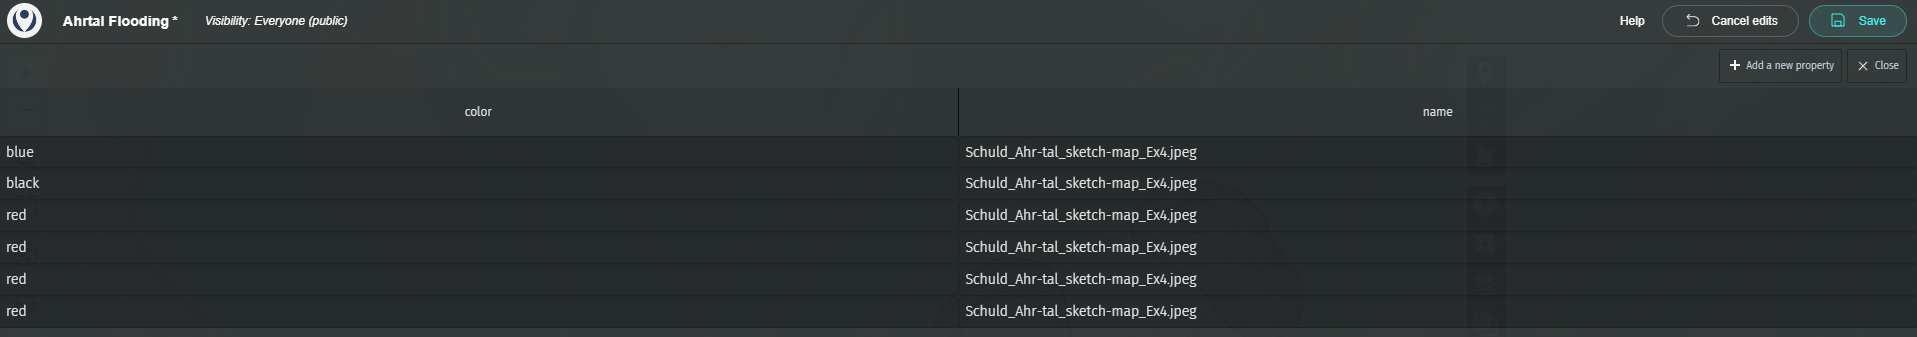 Ahrtal Flooding * Visibility: Everyone (public) Help Cancel edits Save
Add a new property Close
color name
blue Schuld_Ahr-tal_sketch-map_Ex4.jpeg
black Schuld_Ahr-tal_sketch-map_Ex4.jpeg
red Schuld_Ahr-tal_sketch-map_Ex4.jpeg
red Schuld_Ahr-tal_sketch-map_Ex4.jpeg
red Schuld_Ahr-tal_sketch-map_Ex4.jpeg
red Schuld_Ahr-tal_sketch-map_Ex4.jpeg